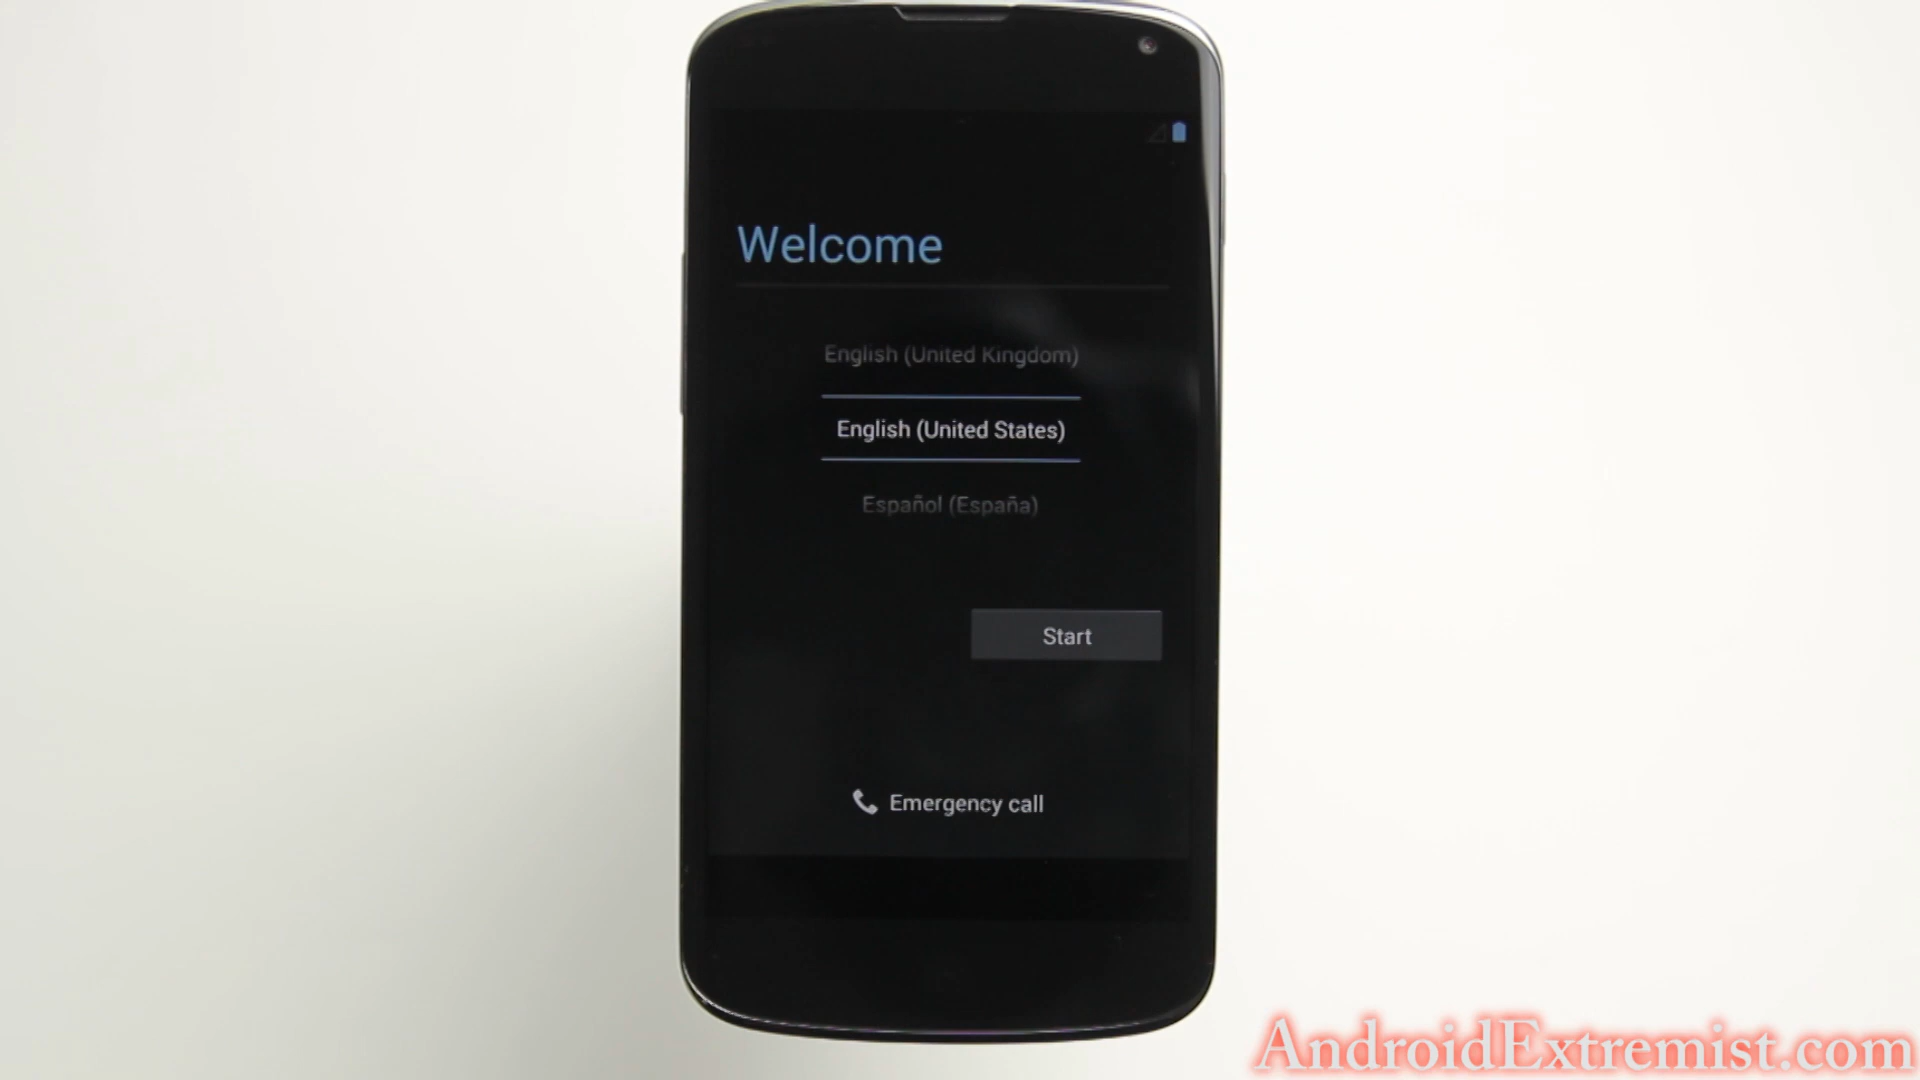 Welcome
English (United Kingdom)
English (United States)
Español (España)
Start
Emergency call
AndroidExtremist.com